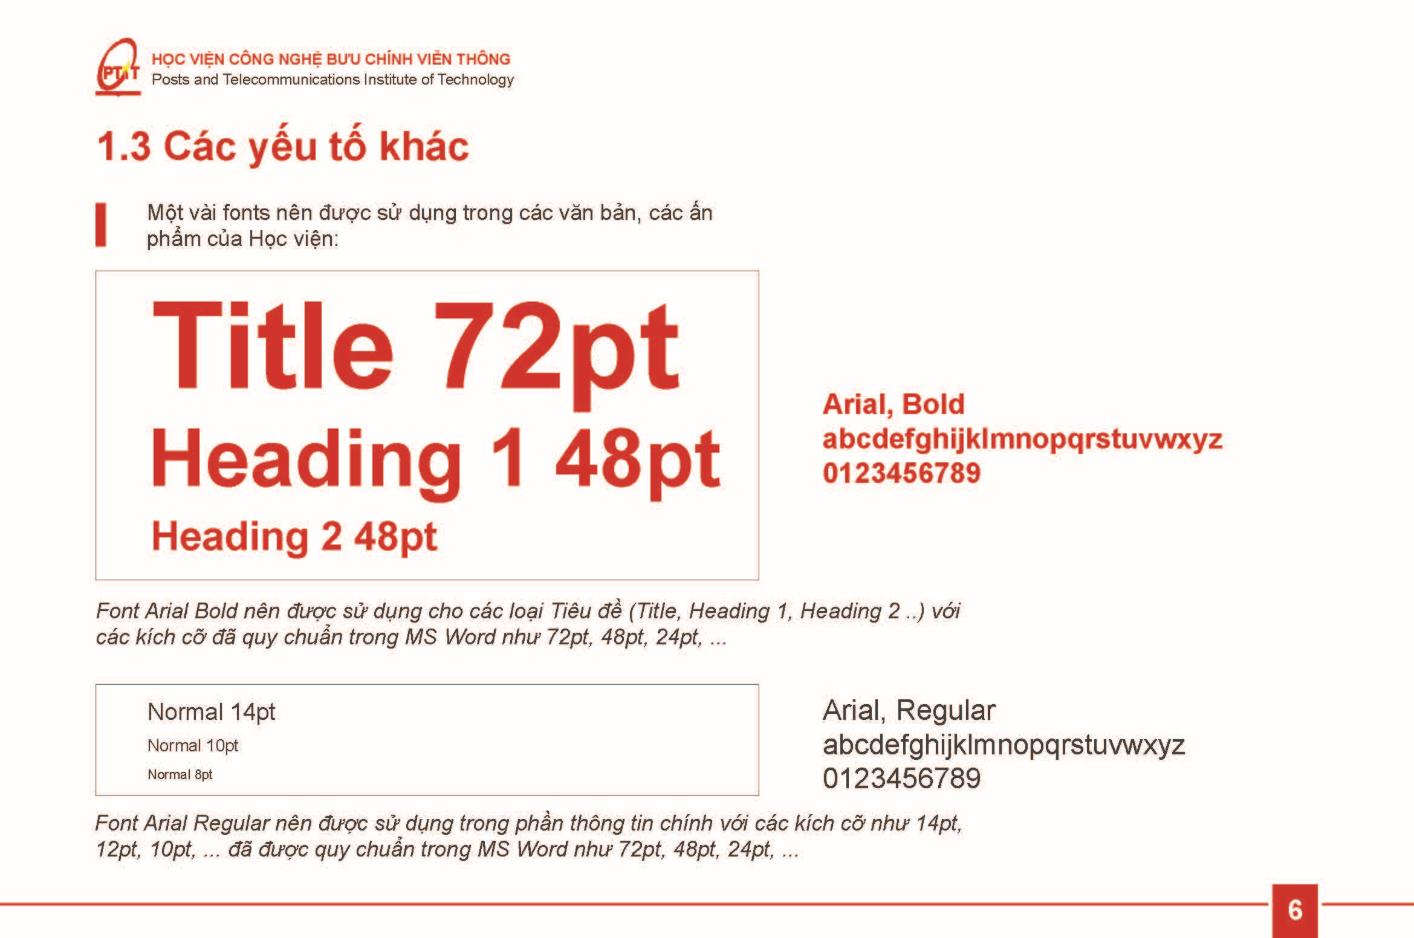 PTIT
HỌC VIỆN CÔNG NGHỆ BƯU CHÍNH VIỄN THÔNG
Posts and Telecommunications Institute of Technology
1.3 Các yếu tố khác
Một vài fonts nên được sử dụng trong các văn bản, các ấn
phẩm của Học viện:
Title 72pt
Heading 1 48pt
Heading 2 48pt
Arial, Bold
abcdefghijklmnopqrstuvwxyz
0123456789
Font Arial Bold nên được sử dụng cho các loại Tiêu đề (Title, Heading 1, Heading 2 ..) với
các kích cỡ đã quy chuẩn trong MS Word như 72pt, 48pt, 24pt, ...
Normal 14pt
Normal 10pt
Normal 8pt
Arial, Regular
abcdefghijklmnopqrstuvwxyz
0123456789
Font Arial Regular nên được sử dụng trong phần thông tin chính với các kích cỡ như 14pt,
12pt, 10pt, ... đã được quy chuẩn trong MS Word như 72pt, 48pt, 24pt, ...
6